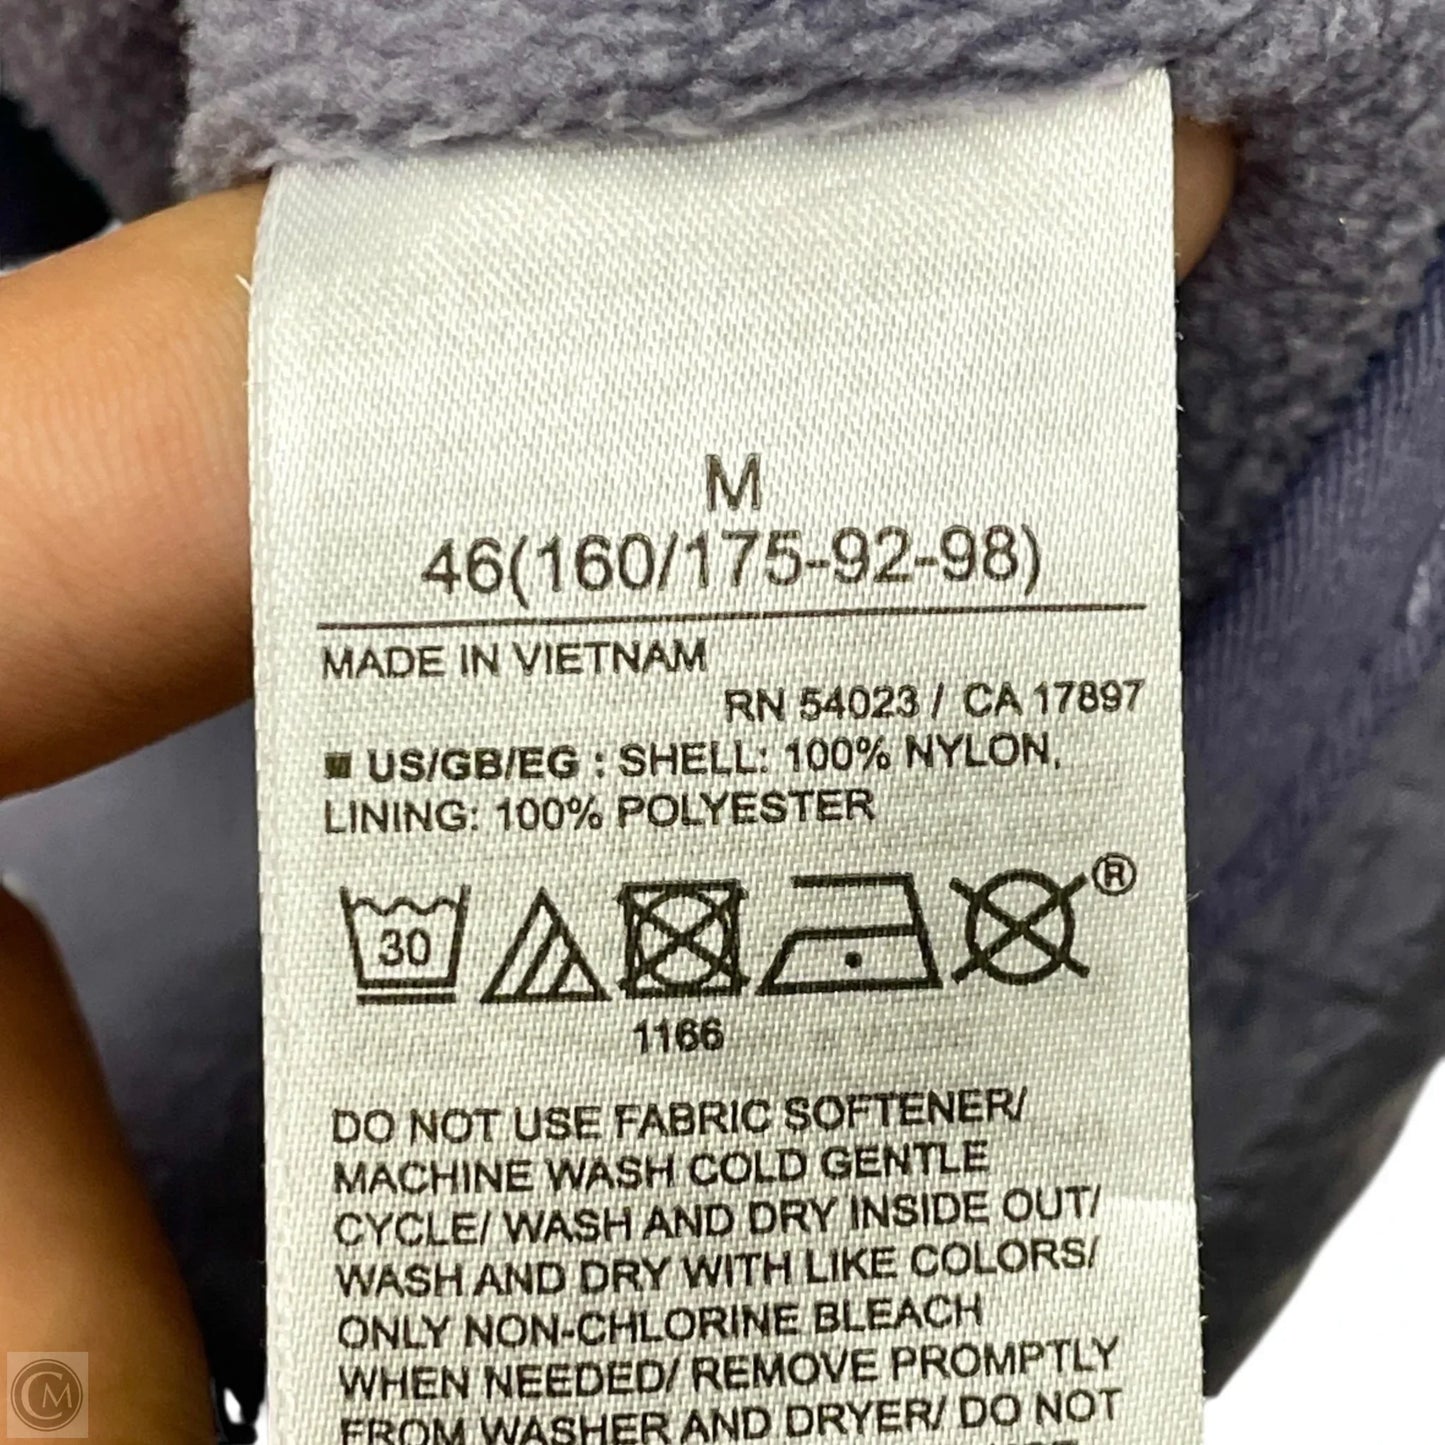 M
46(160/175-92-98)
MADE IN VIETNAM
RN 54023 / CA 17897
US/GB/EG : SHELL: 100% NYLON,
LINING: 100% POLYESTER
30
®
1166
DO NOT USE FABRIC SOFTENER/
MACHINE WASH COLD GENTLE
CYCLE/ WASH AND DRY INSIDE OUT/
WASH AND DRY WITH LIKE COLORS/
ONLY NON-CHLORINE BLEACH
WHEN NEEDED/ REMOVE PROMPTLY
FROM WASHER AND DRYER/ DO NOT
CM